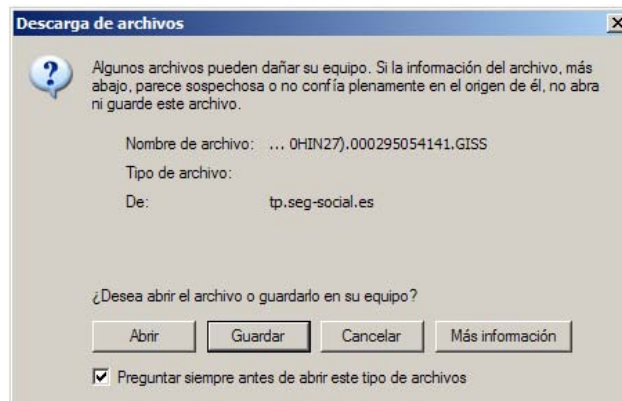 Descarga de archivos
Algunos archivos pueden dañar su equipo. Si la información del archivo, más
abajo, parece sospechosa o no confía plenamente en el origen de él, no abra
ni guarde este archivo.
Nombre de archivo: ... 0HIN27).000295054141.GISS
Tipo de archivo:
De: tp.seg-social.es
¿Desea abrir el archivo o guardarlo en su equipo?
Abrir Guardar Cancelar Más información
Preguntar siempre antes de abrir este tipo de archivos